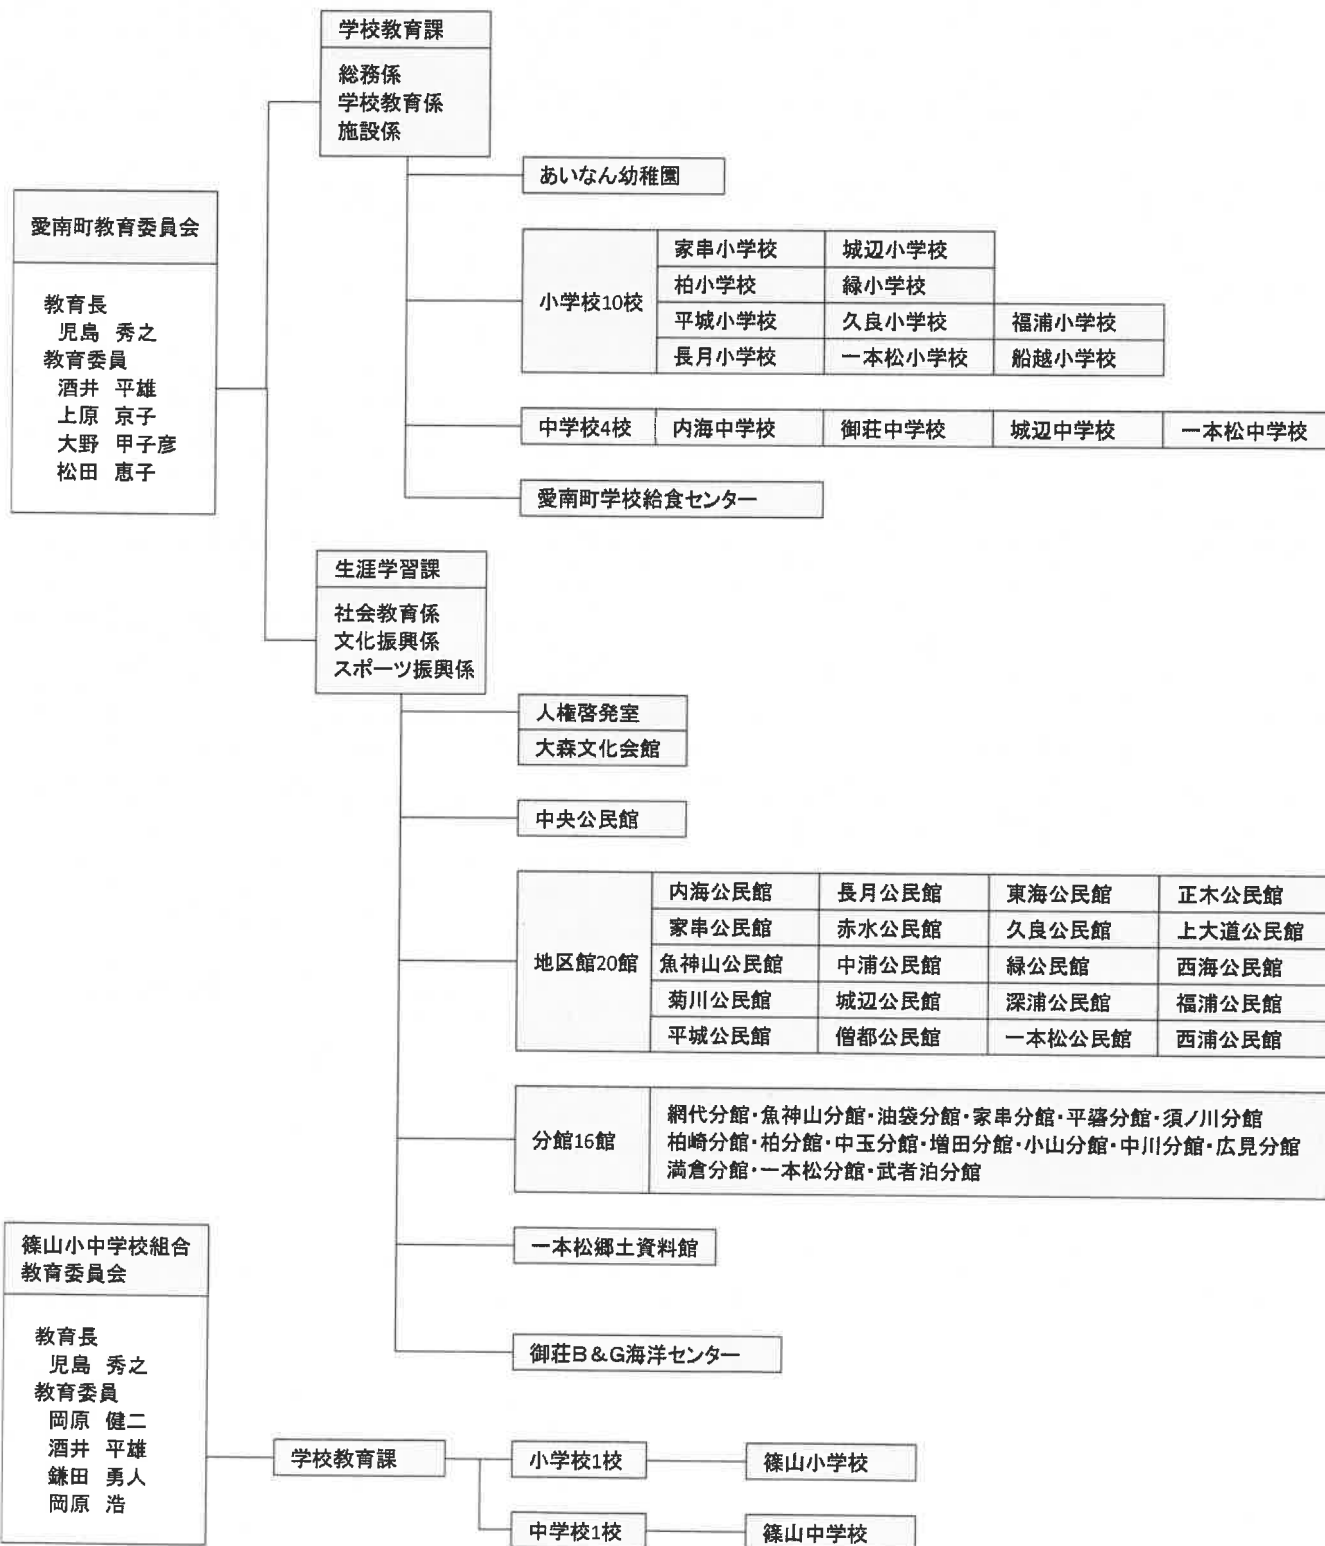 学校教育課
総務係
学校教育係
施設係
あいなん幼稚園
愛南町教育委員会
教育長
児島 秀之
教育委員
酒井 平雄
上原 京子
大野 甲子彦
松田 恵子
小学校10校
家串小学校 城辺小学校
柏小学校 緑小学校
平城小学校 久良小学校 福浦小学校
長月小学校 一本松小学校 船越小学校
中学校4校 内海中学校 御荘中学校 城辺中学校 一本松中学校
愛南町学校給食センター
生涯学習課
社会教育係
文化振興係
スポーツ振興係
人権啓発室
大森文化会館
中央公民館
地区館20館
内海公民館 長月公民館 東海公民館 正木公民館
家串公民館 赤水公民館 久良公民館 上大道公民館
魚神山公民館 中浦公民館 緑公民館 西海公民館
菊川公民館 城辺公民館 深浦公民館 福浦公民館
平城公民館 僧都公民館 一本松公民館 西浦公民館
分館16館
網代分館・魚神山分館・油袋分館・家串分館・平碆分館・須ノ川分館
柏崎分館・柏分館・中玉分館・増田分館・小山分館・中川分館・広見分館
満倉分館・一本松分館・武者泊分館
一本松郷土資料館
御荘B&G海洋センター
篠山小中学校組合
教育委員会
教育長
児島 秀之
教育委員
岡原 健二
酒井 平雄
鎌田 勇人
岡原 浩
学校教育課
小学校1校 篠山小学校
中学校1校 篠山中学校